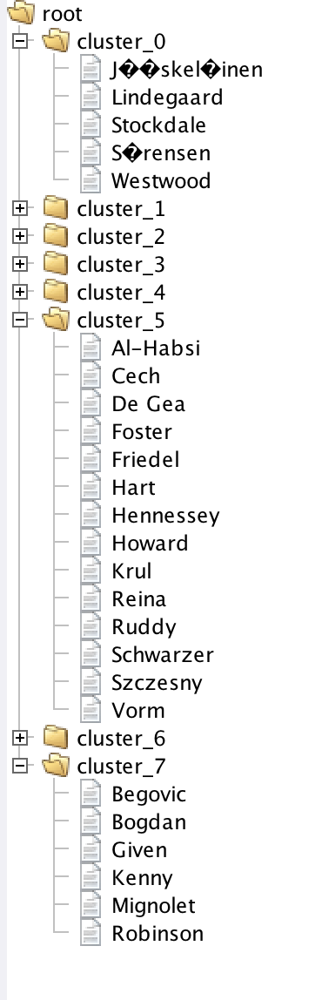 root
cluster_0
J��skel�inen
Lindegaard
Stockdale
S�rensen
Westwood
cluster_1
cluster_2
cluster_3
cluster_4
cluster_5
Al-Habsi
Cech
De Gea
Foster
Friedel
Hart
Hennessey
Howard
Krul
Reina
Ruddy
Schwarzer
Szczesny
Vorm
cluster_6
cluster_7
Begovic
Bogdan
Given
Kenny
Mignolet
Robinson